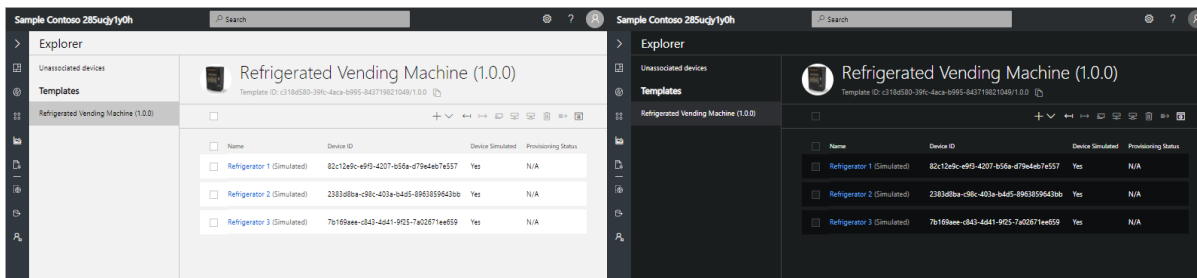 Sample Contoso 285ucjy1y0h
Search
?
Explorer
Unassociated devices
Templates
Refrigerated Vending Machine (1.0.0)
Refrigerated Vending Machine (1.0.0)
Template ID: c318d580-39fc-4aca-b995-843719821049/1.0.0
Name Device ID Device Simulated Provisioning Status
Refrigerator 1 (Simulated) 82c12e9c-e9f3-4207-b56a-d79e4eb7e557 Yes N/A
Refrigerator 2 (Simulated) 2383d8ba-c98c-403a-b4d5-8963859643bb Yes N/A
Refrigerator 3 (Simulated) 7b169aee-c843-4d41-9f25-7a02671ee659 Yes N/A
Sample Contoso 285ucjy1y0h
Search
?
Explorer
Unassociated devices
Templates
Refrigerated Vending Machine (1.0.0)
Refrigerated Vending Machine (1.0.0)
Template ID: c318d580-39fc-4aca-b995-843719821049/1.0.0
Name Device ID Device Simulated Provisioning Status
Refrigerator 1 (Simulated) 82c12e9c-e9f3-4207-b56a-d79e4eb7e557 Yes N/A
Refrigerator 2 (Simulated) 2383d8ba-c98c-403a-b4d5-8963859643bb Yes N/A
Refrigerator 3 (Simulated) 7b169aee-c843-4d41-9f25-7a02671ee659 Yes N/A